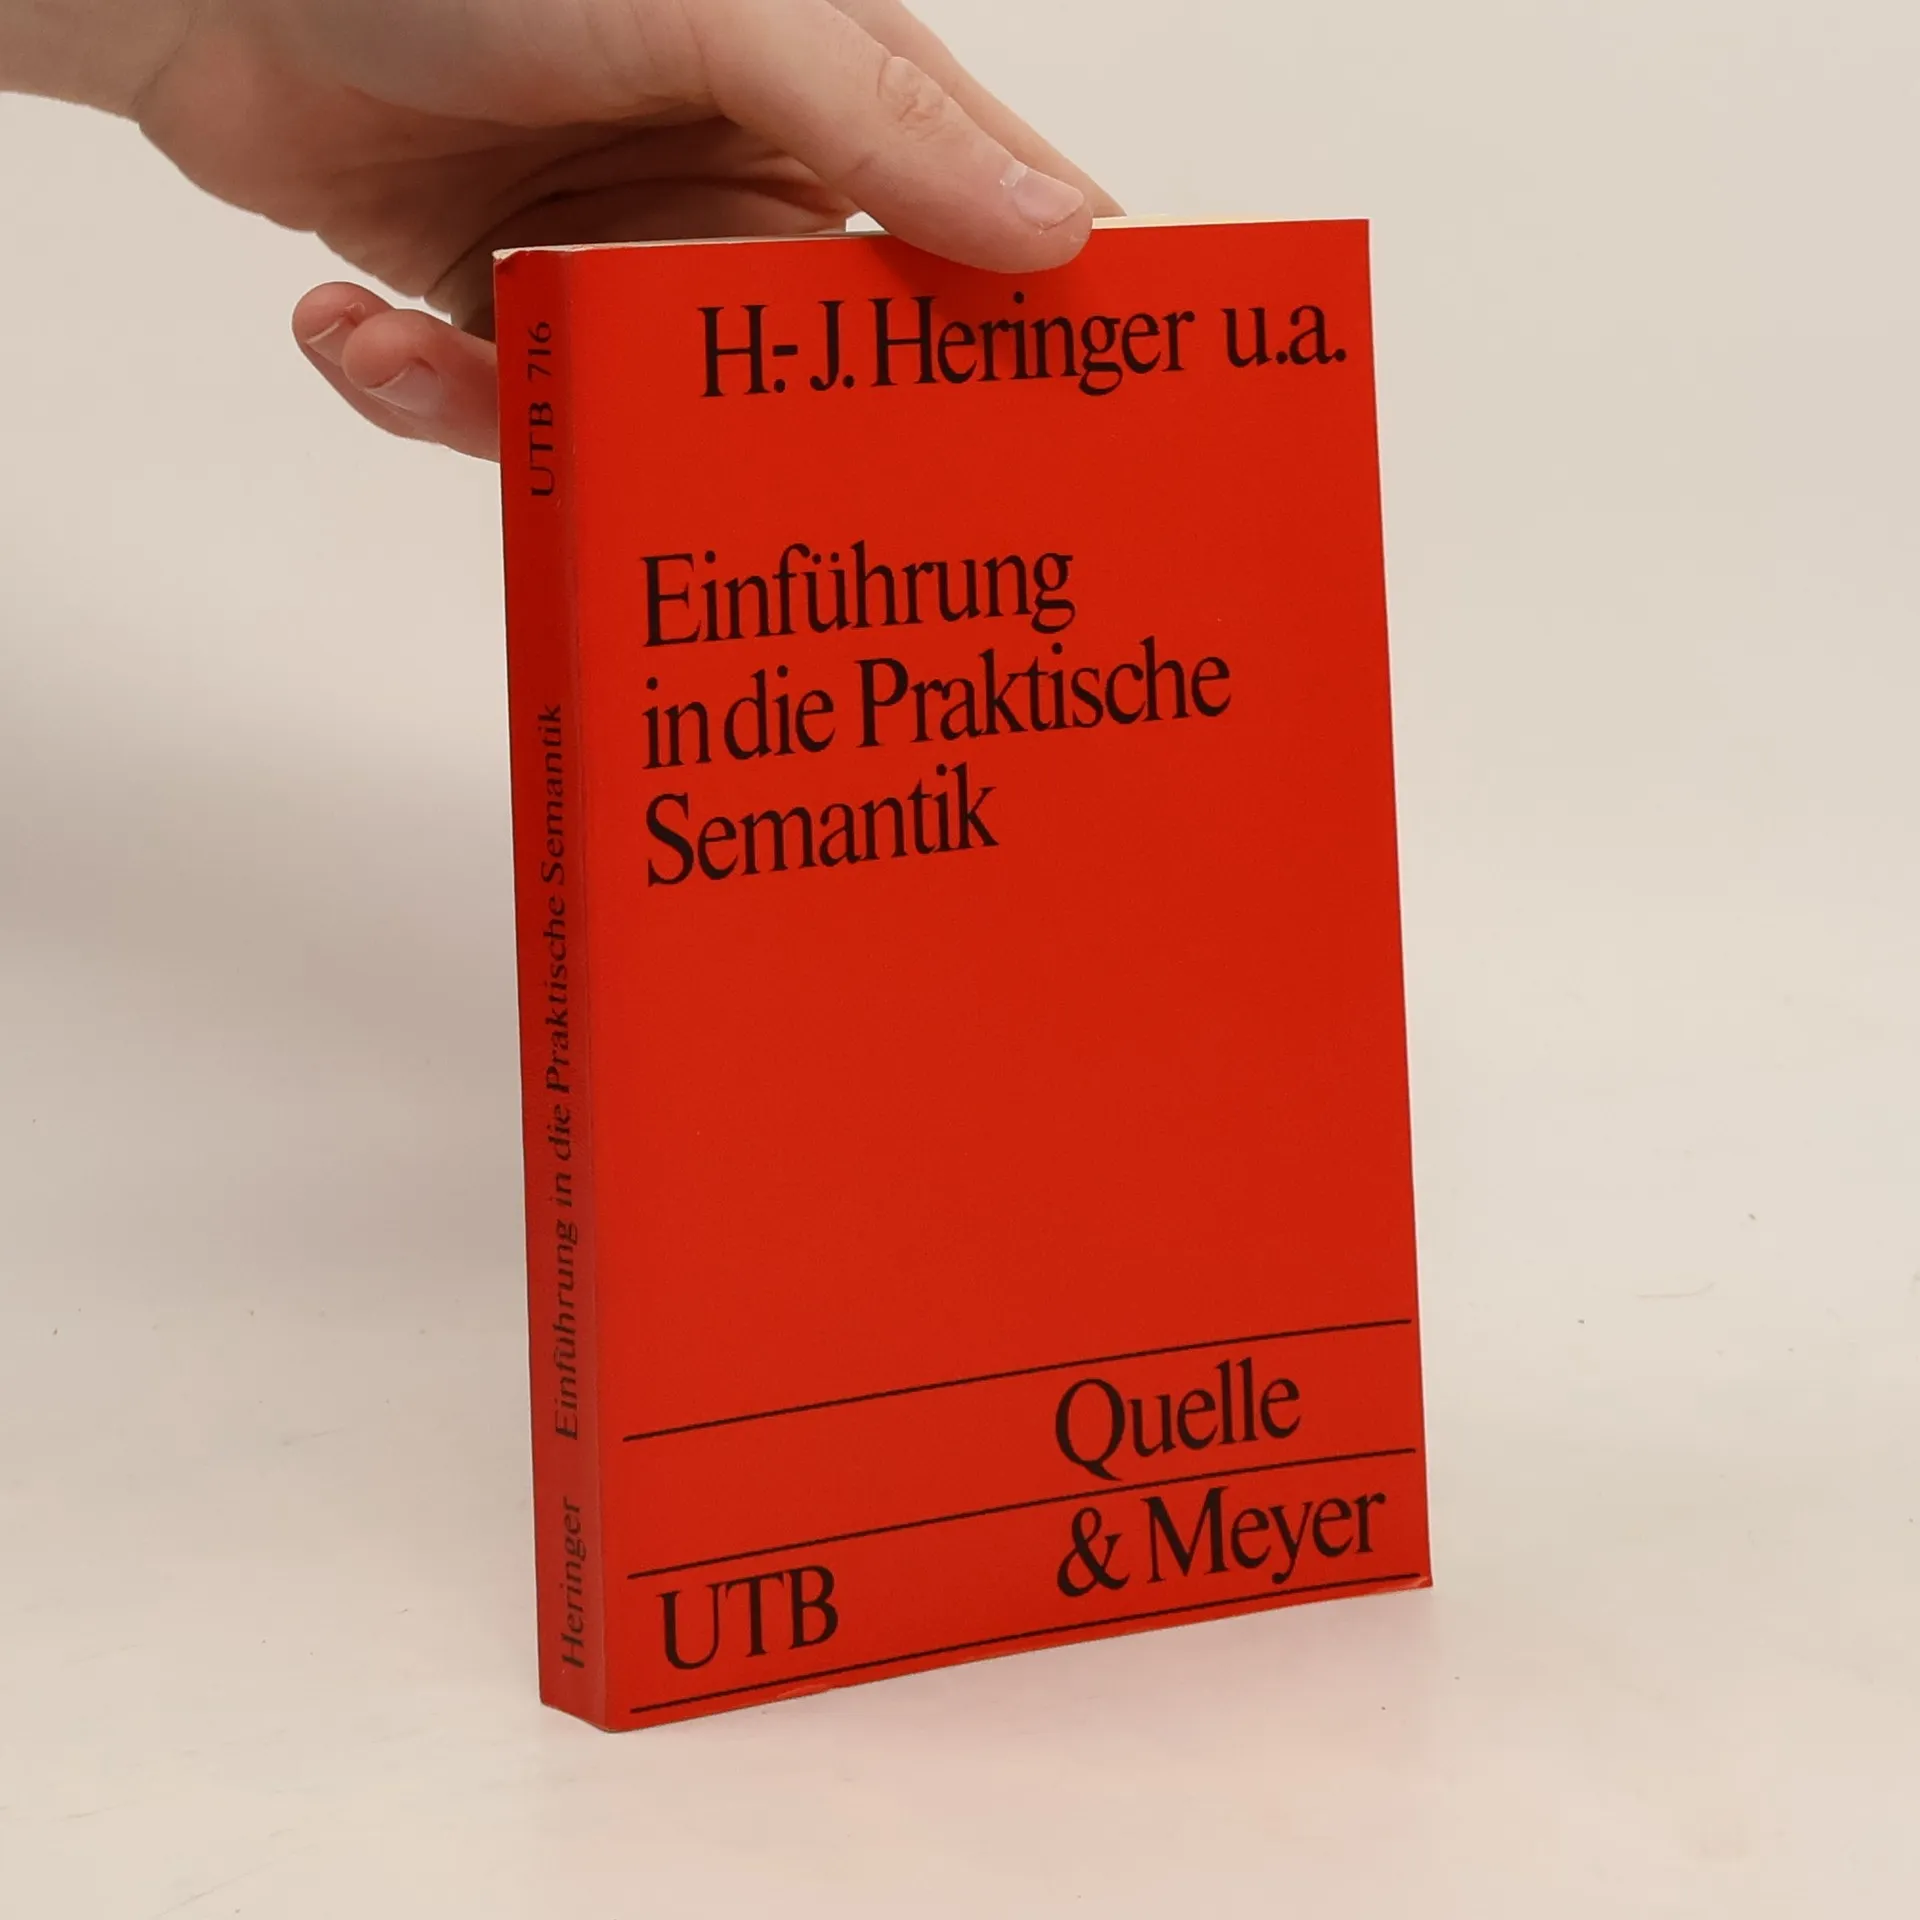 H.-J. Heringer u.a.
Einführung
in die Praktische
Semantik
Quelle
& Meyer
UTB
Heringer Einführung in die Praktische Semantik UTB 716